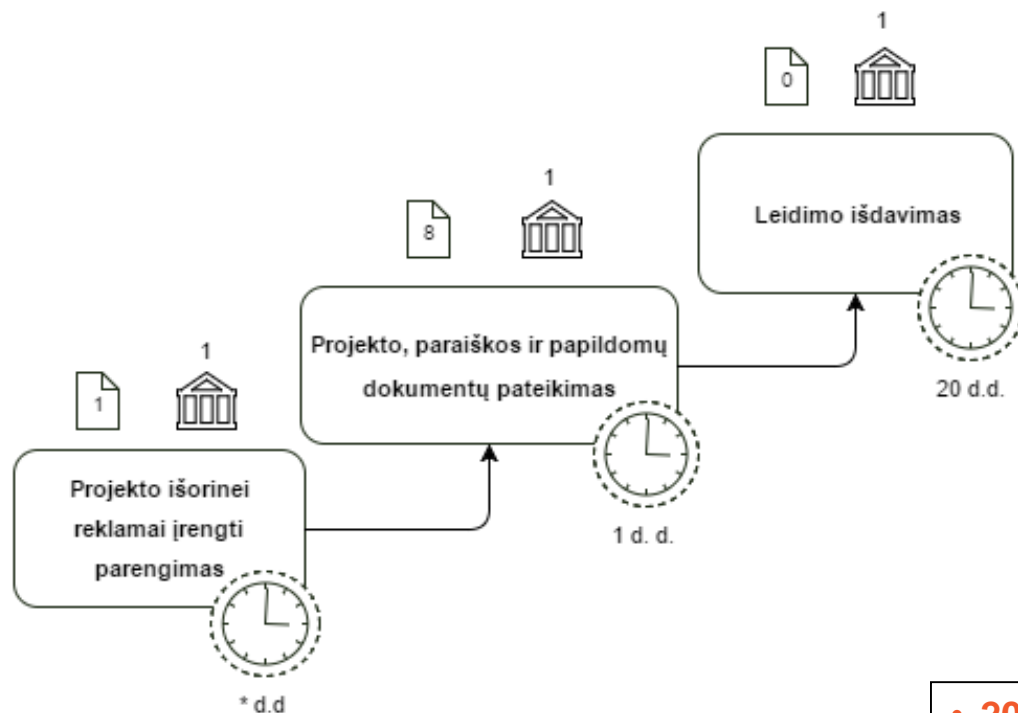 1
0
Leidimo išdavimas
20 d.d.
1
8
Projekto, paraiškos ir papildomų
dokumentų pateikimas
1 d. d.
1
1
Projekto išorinei
reklamai įrengti
parengimas
* d.d
• 20